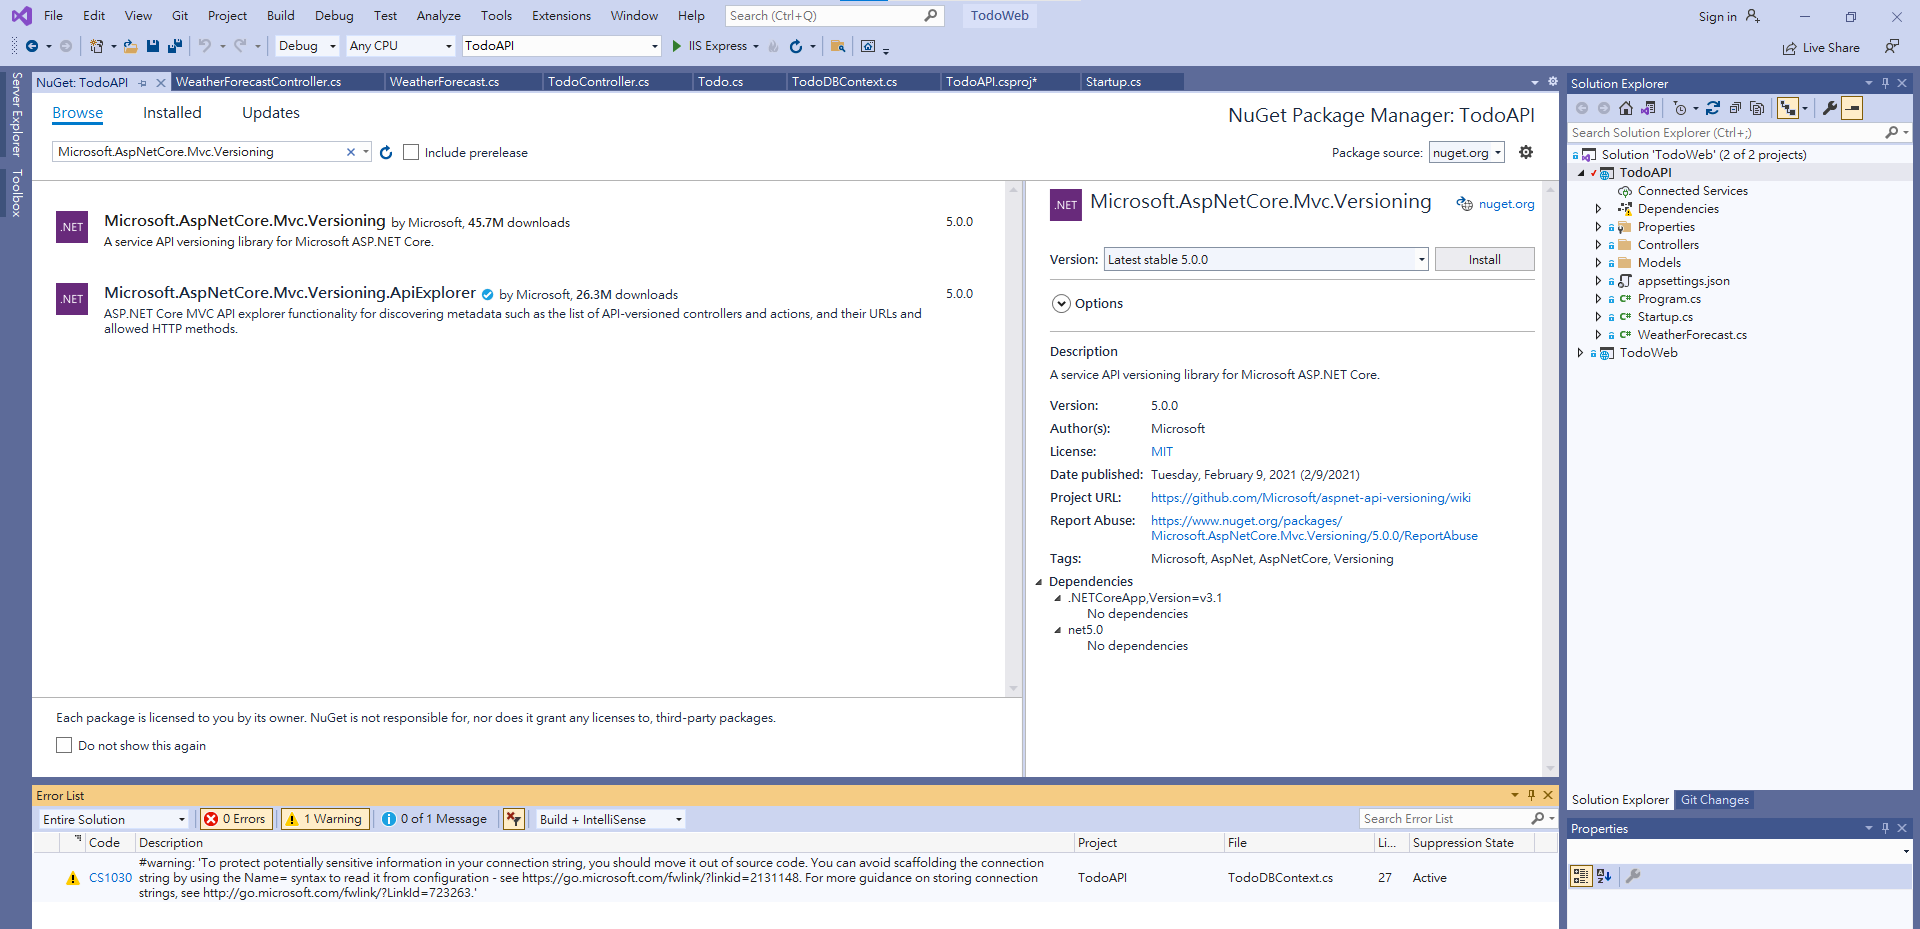 File Edit View Git Project Build Debug Test Analyze Tools Extensions Window Help Search (Ctrl+Q) TodoWeb Sign in
Debug Any CPU TodoAPI IIS Express Live Share
Server Explorer
Toolbox
NuGet: TodoAPI WeatherForecastController.cs WeatherForecast.cs TodoController.cs Todo.cs TodoDBContext.cs TodoAPI.csproj* Startup.cs
Browse Installed Updates
NuGet Package Manager: TodoAPI
Microsoft.AspNetCore.Mvc.Versioning Include prerelease
Package source: nuget.org
.NET Microsoft.AspNetCore.Mvc.Versioning by Microsoft, 45.7M downloads 5.0.0
A service API versioning library for Microsoft ASP.NET Core.
.NET Microsoft.AspNetCore.Mvc.Versioning.ApiExplorer by Microsoft, 26.3M downloads 5.0.0
ASP.NET Core MVC API explorer functionality for discovering metadata such as the list of API-versioned controllers and actions, and their URLs and
allowed HTTP methods.
Each package is licensed to you by its owner. NuGet is not responsible for, nor does it grant any licenses to, third-party packages.
Do not show this again
.NET Microsoft.AspNetCore.Mvc.Versioning nuget.org
Version: Latest stable 5.0.0 Install
Options
Description
A service API versioning library for Microsoft ASP.NET Core.
Version: 5.0.0
Author(s): Microsoft
License: MIT
Date published: Tuesday, February 9, 2021 (2/9/2021)
Project URL: https://github.com/Microsoft/aspnet-api-versioning/wiki
Report Abuse: https://www.nuget.org/packages/
Microsoft.AspNetCore.Mvc.Versioning/5.0.0/ReportAbuse
Tags: Microsoft, AspNet, AspNetCore, Versioning
Dependencies
.NETCoreApp,Version=v3.1
No dependencies
net5.0
No dependencies
Solution Explorer
Search Solution Explorer (Ctrl+;)
Solution 'TodoWeb' (2 of 2 projects)
TodoAPI
Connected Services
Dependencies
Properties
Controllers
Models
appsettings.json
C# Program.cs
C# Startup.cs
C# WeatherForecast.cs
TodoWeb
Solution Explorer Git Changes
Properties
Error List
Entire Solution 0 Errors 1 Warning 0 of 1 Message Build + IntelliSense Search Error List
Code Description Project File Li... Suppression State
#warning: 'To protect potentially sensitive information in your connection string, you should move it out of source code. You can avoid scaffolding the connection
CS1030 string by using the Name= syntax to read it from configuration - see https://go.microsoft.com/fwlink/?linkid=2131148. For more guidance on storing connection TodoAPI TodoDBContext.cs 27 Active
strings, see http://go.microsoft.com/fwlink/?LinkId=723263.'